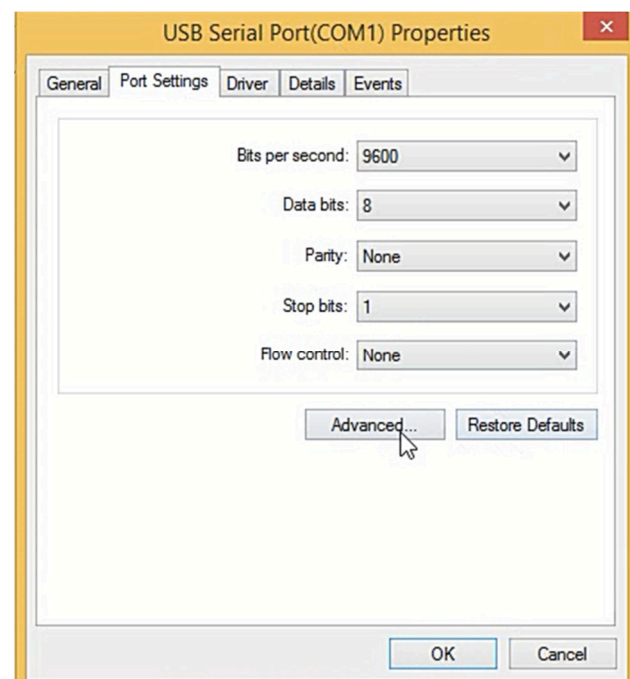 USB Serial Port(COM1) Properties
General Port Settings Driver Details Events
Bits per second: 9600
Data bits: 8
Parity: None
Stop bits: 1
Flow control: None
Advanced... Restore Defaults
OK Cancel